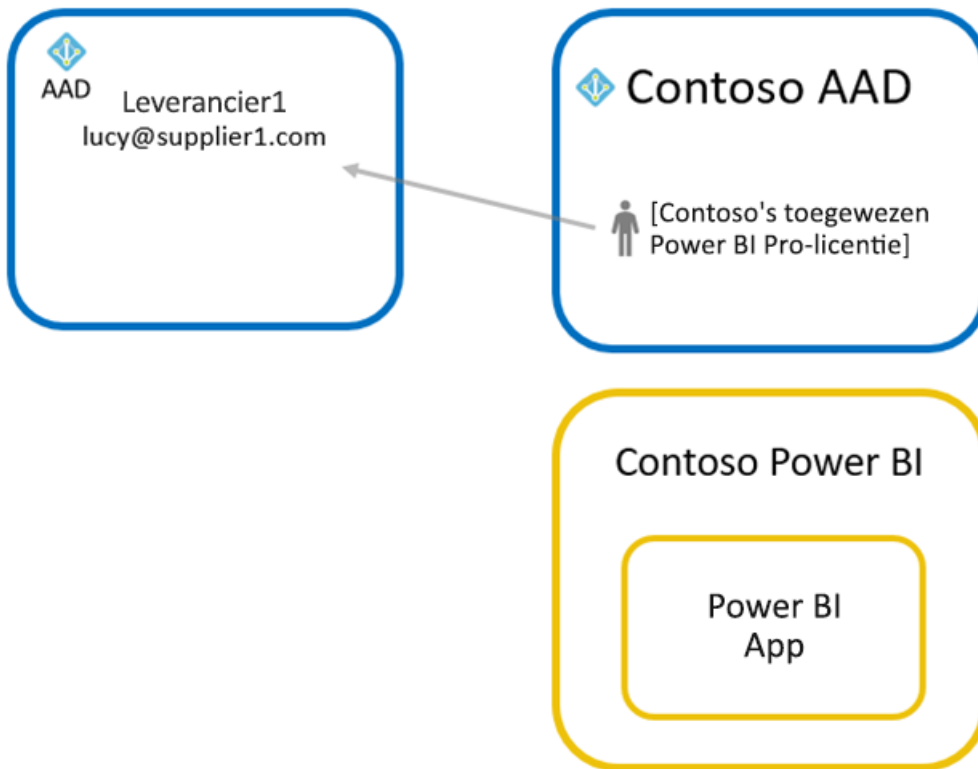 AAD
Leverancier1
lucy@supplier1.com
Contoso AAD
[Contoso's toegewezen
Power BI Pro-licentie]
Contoso Power BI
Power BI
App